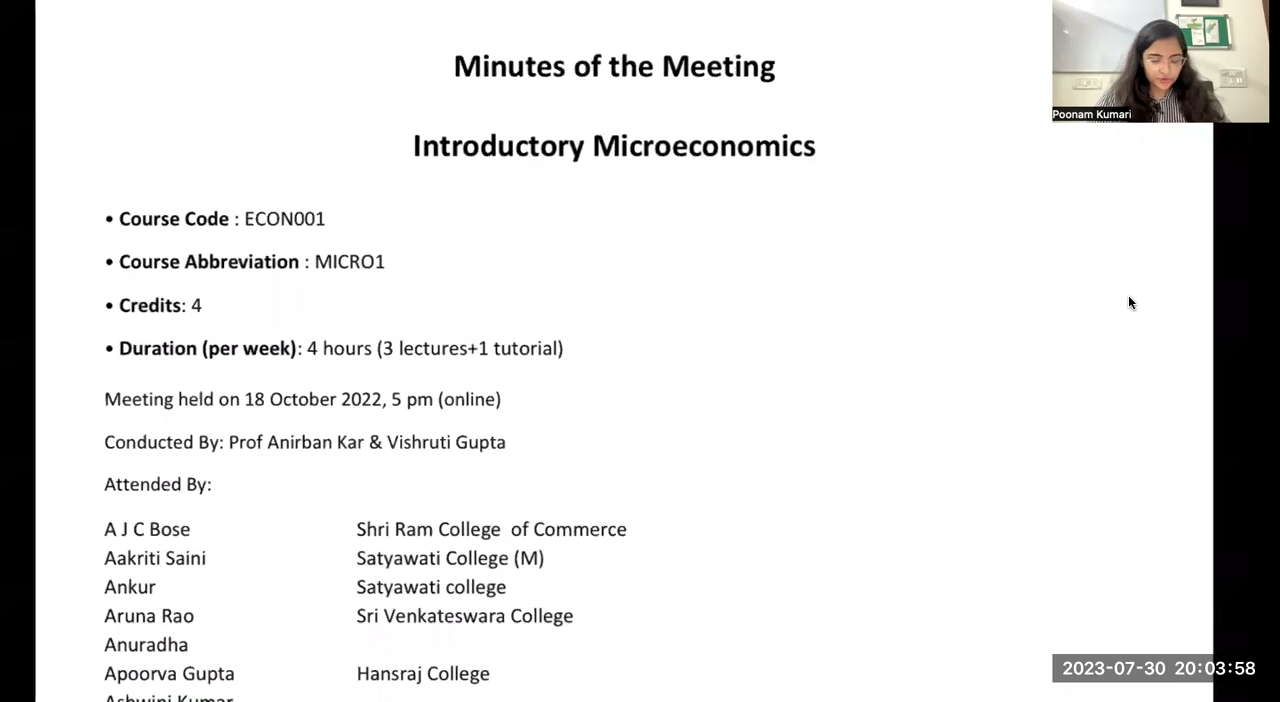 Minutes of the Meeting
Introductory Microeconomics
• Course Code : ECON001
• Course Abbreviation : MICRO1
• Credits: 4
• Duration (per week): 4 hours (3 lectures+1 tutorial)
Meeting held on 18 October 2022, 5 pm (online)
Conducted By: Prof Anirban Kar & Vishruti Gupta
Attended By:
A J C Bose Shri Ram College of Commerce
Aakriti Saini Satyawati College (M)
Ankur Satyawati college
Aruna Rao Sri Venkateswara College
Anuradha
Apoorva Gupta Hansraj College
Ashwini Kumar
Poonam Kumari
2023-07-30 20:03:58